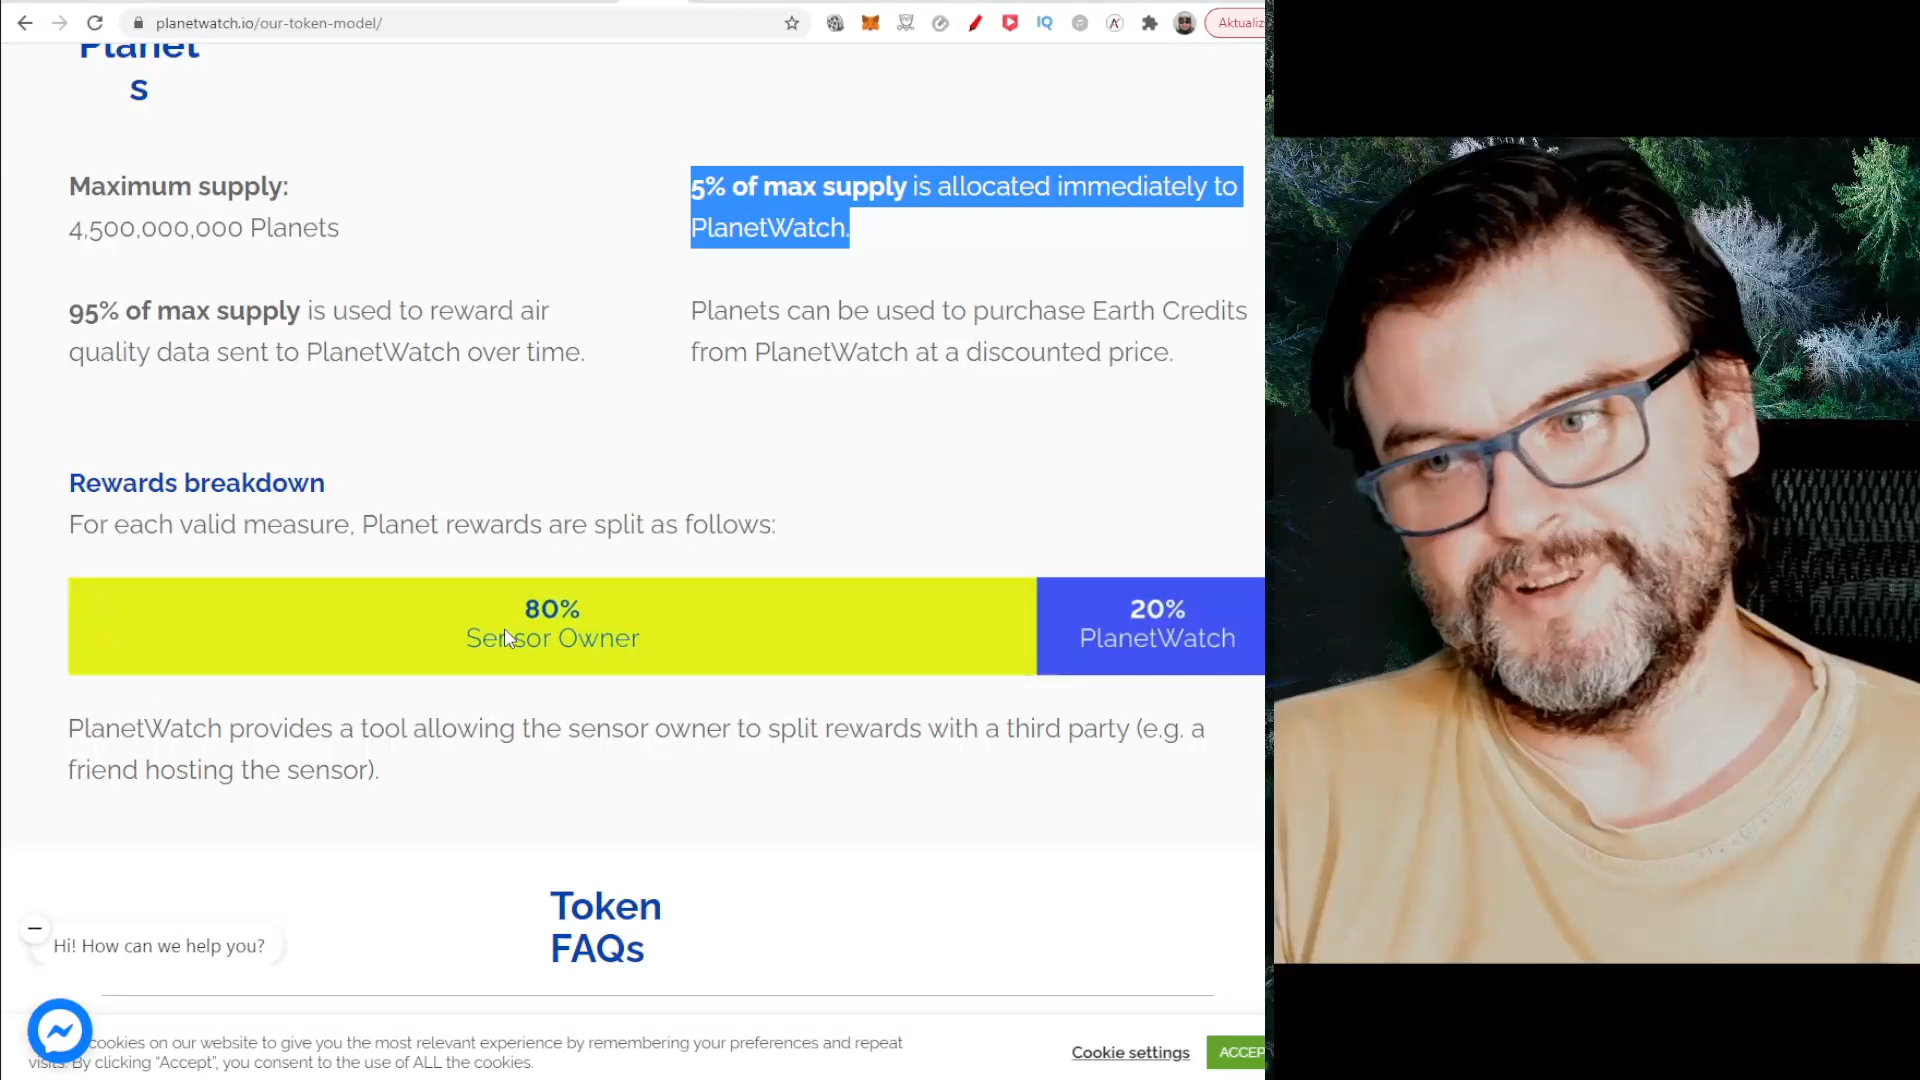 planetwatch.io/our-token-model/
IQ
Aktualiz
Planet
s
Maximum supply:
4,500,000,000 Planets
5% of max supply is allocated immediately to
PlanetWatch.
95% of max supply is used to reward air
quality data sent to PlanetWatch over time.
Planets can be used to purchase Earth Credits
from PlanetWatch at a discounted price.
Rewards breakdown
For each valid measure, Planet rewards are split as follows:
80%
Sensor Owner
20%
PlanetWatch
PlanetWatch provides a tool allowing the sensor owner to split rewards with a third party (e.g. a
friend hosting the sensor).
Token
FAQs
Hi! How can we help you?
cookies on our website to give you the most relevant experience by remembering your preferences and repeat
visits. By clicking “Accept”, you consent to the use of ALL the cookies.
Cookie settings
ACCEP